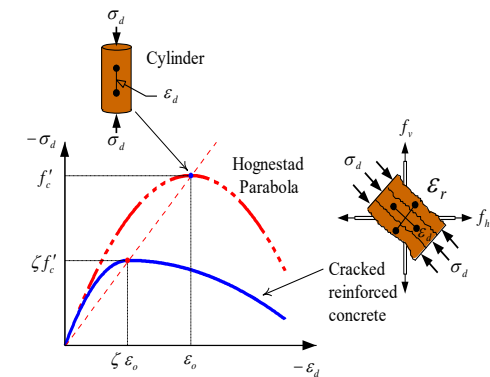 σ_d
Cylinder
ε_d
σ_d
−σ_d
f'_c
Hognestad
Parabola
ζf'_c
Cracked
reinforced
concrete
ζ ε_o
ε_o
−ε_d
f_v
σ_d
ε_r
f_h
ε_d
σ_d